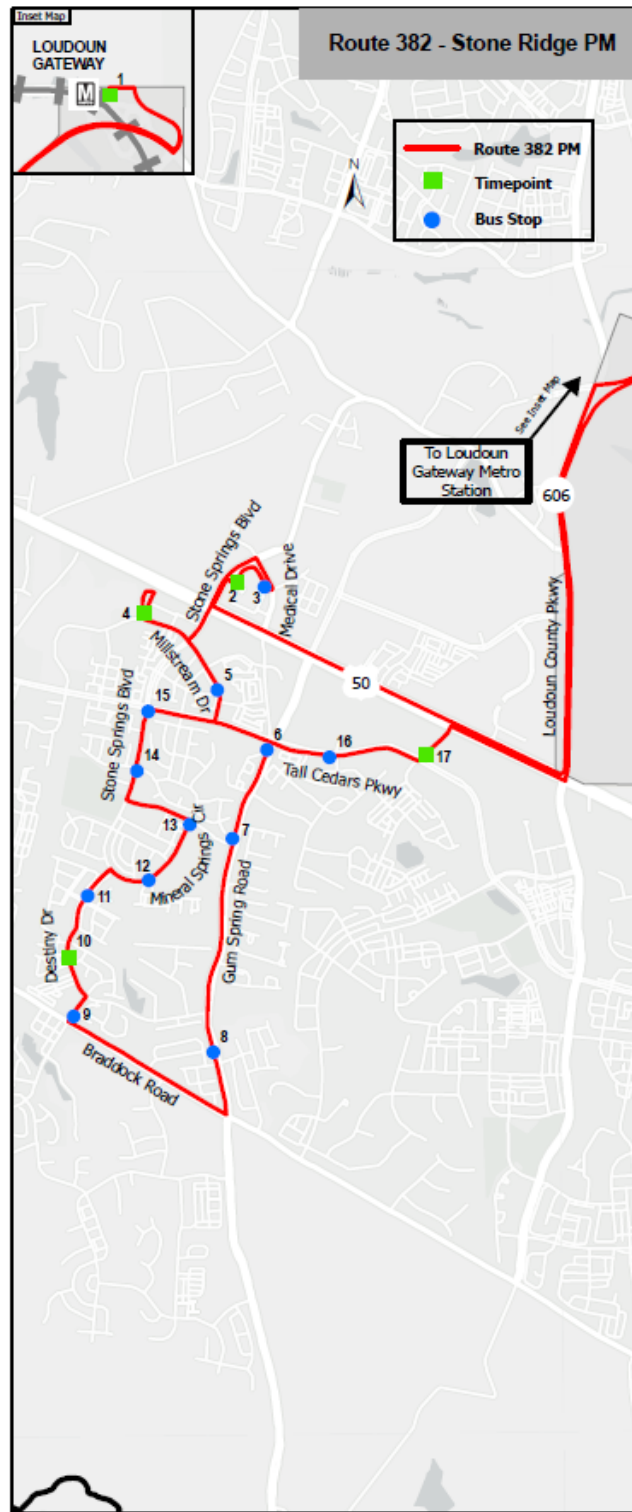 Inset Map
LOUDOUN
GATEWAY
1
M
Route 382 - Stone Ridge PM
N
Route 382 PM
Timepoint
Bus Stop
See Inset Map
To Loudoun
Gateway Metro
Station
606
Loudoun County Pkwy
Stone Springs Blvd
Medical Drive
2
3
4
Millstream Dr
5
50
Stone Springs Blvd
15
6
16
17
Tall Cedars Pkwy
14
13
Mineral Springs Cir
7
12
11
Gum Spring Road
10
Destiny Dr
9
8
Braddock Road